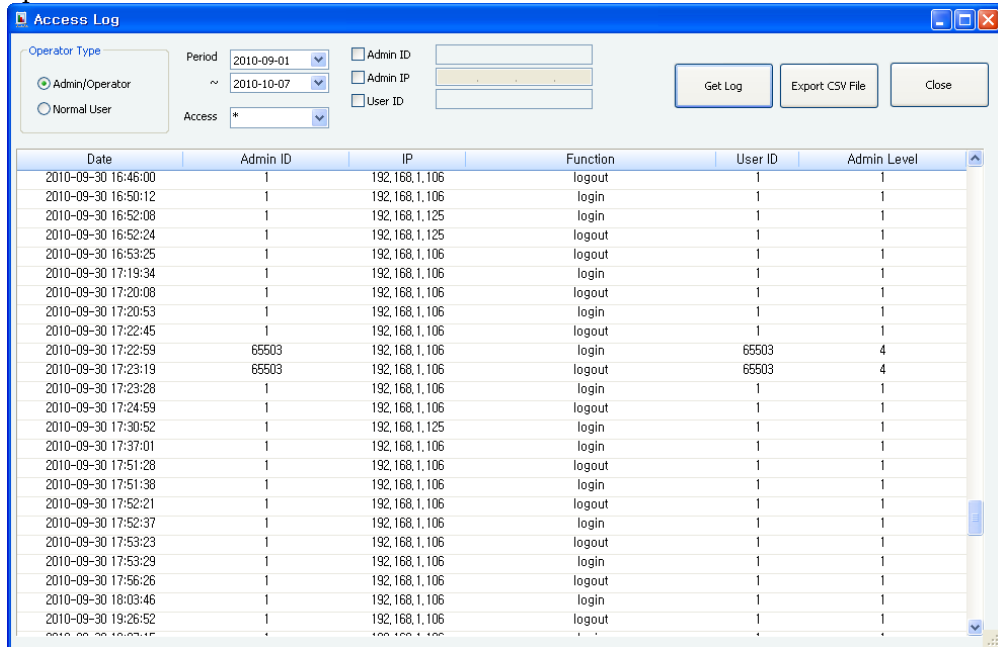 Access Log
Operator Type
Admin/Operator
Normal User
Period 2010-09-01
~ 2010-10-07
Access *
Admin ID
Admin IP . . .
User ID
Get Log
Export CSV File
Close
Date Admin ID IP Function User ID Admin Level
2010-09-30 16:46:00 1 192,168,1,106 logout 1 1
2010-09-30 16:50:12 1 192,168,1,106 login 1 1
2010-09-30 16:52:08 1 192,168,1,125 login 1 1
2010-09-30 16:52:24 1 192,168,1,125 logout 1 1
2010-09-30 16:53:25 1 192,168,1,106 logout 1 1
2010-09-30 17:19:34 1 192,168,1,106 login 1 1
2010-09-30 17:20:08 1 192,168,1,106 logout 1 1
2010-09-30 17:20:53 1 192,168,1,106 login 1 1
2010-09-30 17:22:45 1 192,168,1,106 logout 1 1
2010-09-30 17:22:59 65503 192,168,1,106 login 65503 4
2010-09-30 17:23:19 65503 192,168,1,106 logout 65503 4
2010-09-30 17:23:28 1 192,168,1,106 login 1 1
2010-09-30 17:24:59 1 192,168,1,106 logout 1 1
2010-09-30 17:30:52 1 192,168,1,125 login 1 1
2010-09-30 17:37:01 1 192,168,1,106 login 1 1
2010-09-30 17:51:28 1 192,168,1,106 logout 1 1
2010-09-30 17:51:38 1 192,168,1,106 login 1 1
2010-09-30 17:52:21 1 192,168,1,106 logout 1 1
2010-09-30 17:52:37 1 192,168,1,106 login 1 1
2010-09-30 17:53:23 1 192,168,1,106 logout 1 1
2010-09-30 17:53:29 1 192,168,1,106 login 1 1
2010-09-30 17:56:26 1 192,168,1,106 logout 1 1
2010-09-30 18:03:46 1 192,168,1,106 login 1 1
2010-09-30 19:26:52 1 192,168,1,106 logout 1 1